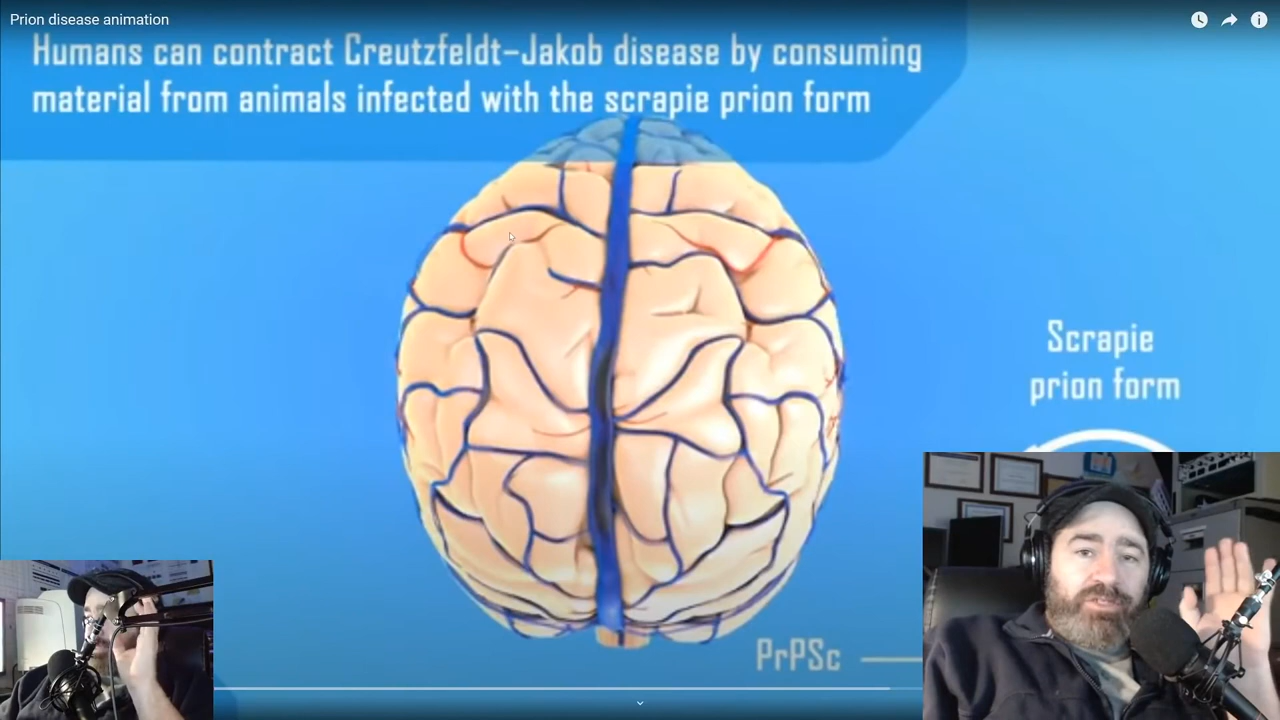 Prion disease animation
Humans can contract Creutzfeldt–Jakob disease by consuming
material from animals infected with the scrapie prion form
Scrapie
prion form
PrPSc